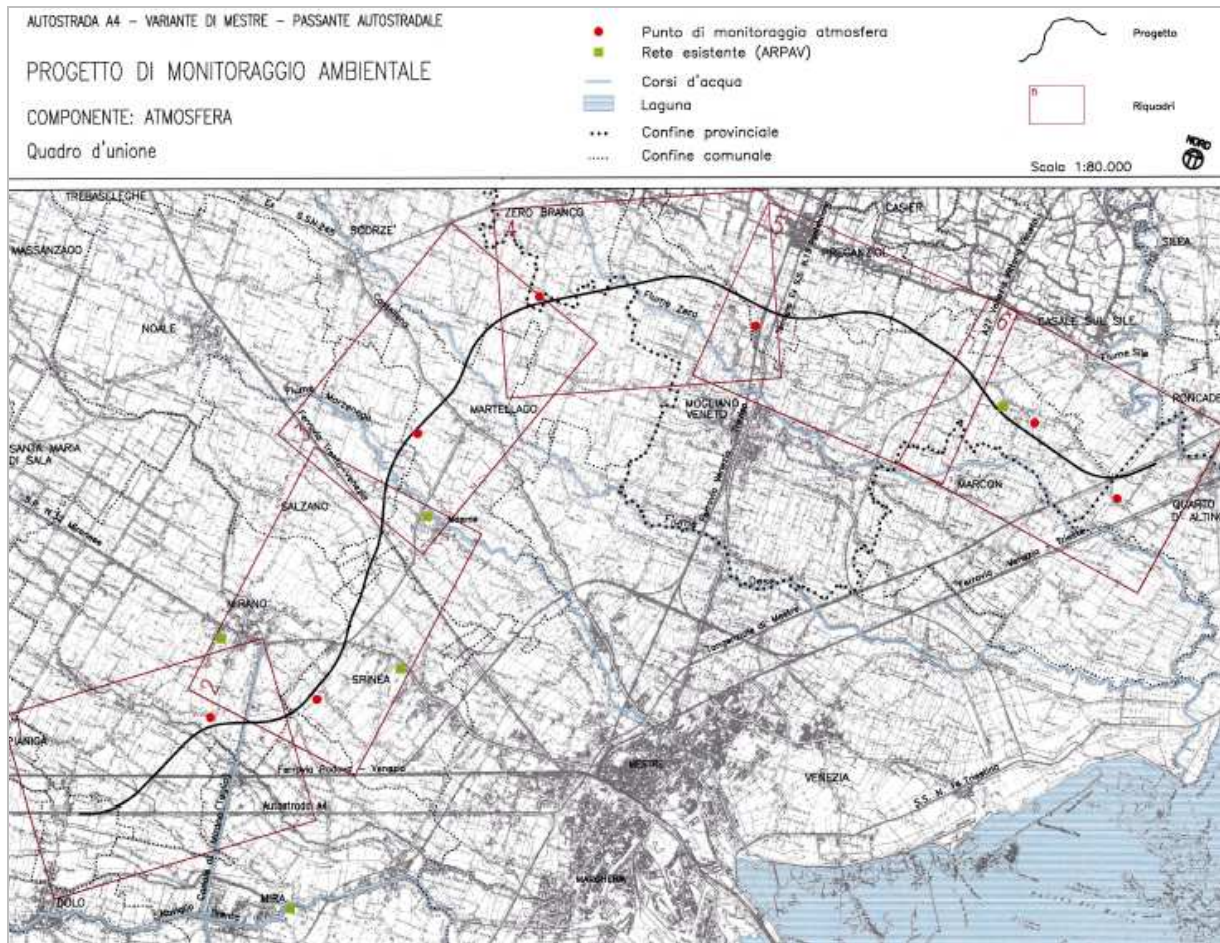 AUTOSTRADA A4 – VARIANTE DI MESTRE – PASSANTE AUTOSTRADALE
PROGETTO DI MONITORAGGIO AMBIENTALE
COMPONENTE: ATMOSFERA
Quadro d'unione
Punto di monitoraggio atmosfera
Rete esistente (ARPAV)
Corsi d'acqua
Laguna
Confine provinciale
Confine comunale
Progetto
n
Riquadri
NORD
Scala 1:80.000
TREBASELEGHE
SCORZE'
ZERO BRANCO
4
5
CASIER
PREGANZIOL
SILEA
MASSANZAGO
NOALE
Fiume Zero
6
CASALE SUL SILE
Fiume Sile
MARTELLAGO
MOGLIANO
VENETO
RONCADE
SANTA MARIA
DI SALA
SALZANO
MARCON
QUARTO
D' ALTINO
Maerne
Fiume
Dese
Ferrovia Venezia – Trieste
MIRANO
Tangenziale di Mestre
2
SPINEA
PIANIGA
Ferrovia Padova – Venezia
MESTRE
VENEZIA
Autostrada A4
MARGHERA
DOLO
MIRA
Naviglio Brenta